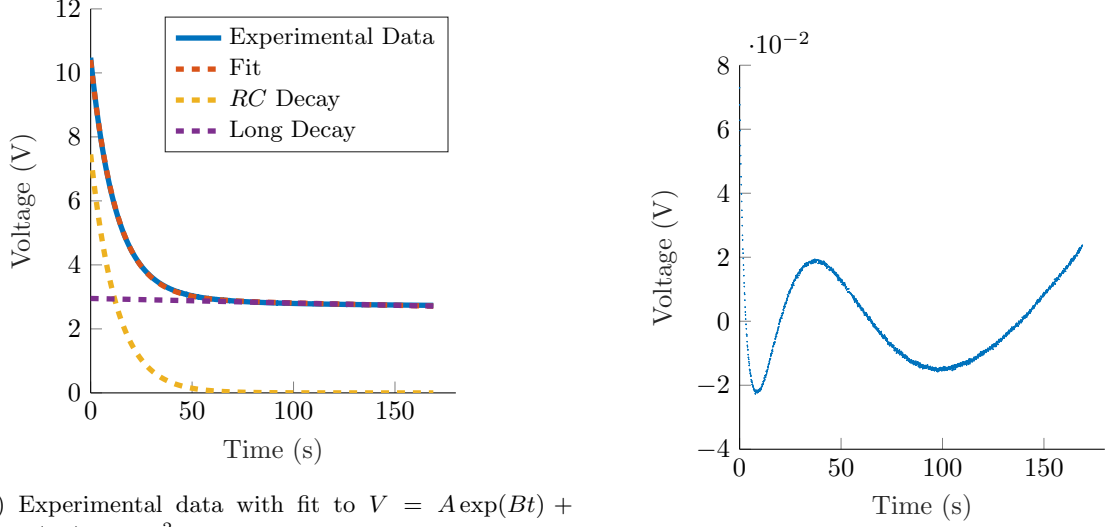 12
10
8
6
4
2
0
Voltage (V)
Experimental Data
Fit
RC Decay
Long Decay
0 50 100 150
Time (s)
) Experimental data with fit to V = A exp(Bt) +
·10−2
8
6
4
2
0
−2
−4
Voltage (V)
0 50 100 150
Time (s)